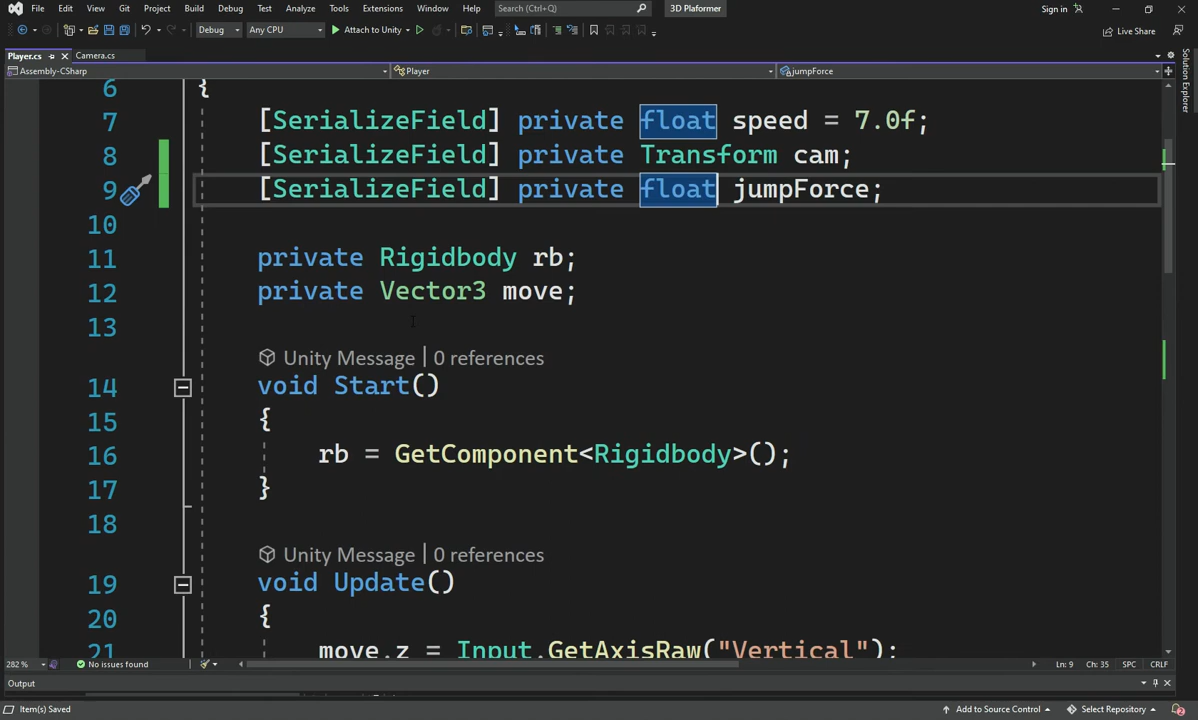 File Edit View Git Project Build Debug Test Analyze Tools Extensions Window Help Search (Ctrl+Q) 3D Plaformer Sign in
Debug Any CPU Attach to Unity Live Share
Player.cs Camera.cs
Assembly-CSharp Player jumpForce
Solution Explorer
6 {
7 [SerializeField] private float speed = 7.0f;
8 [SerializeField] private Transform cam;
9 [SerializeField] private float jumpForce;
10
11 private Rigidbody rb;
12 private Vector3 move;
13
Unity Message | 0 references
14 void Start()
15 {
16 rb = GetComponent<Rigidbody>();
17 }
18
Unity Message | 0 references
19 void Update()
20 {
21 move.z = Input.GetAxisRaw("Vertical");
282 % No issues found Ln: 9 Ch: 35 SPC CRLF
Output
Item(s) Saved Add to Source Control Select Repository 2